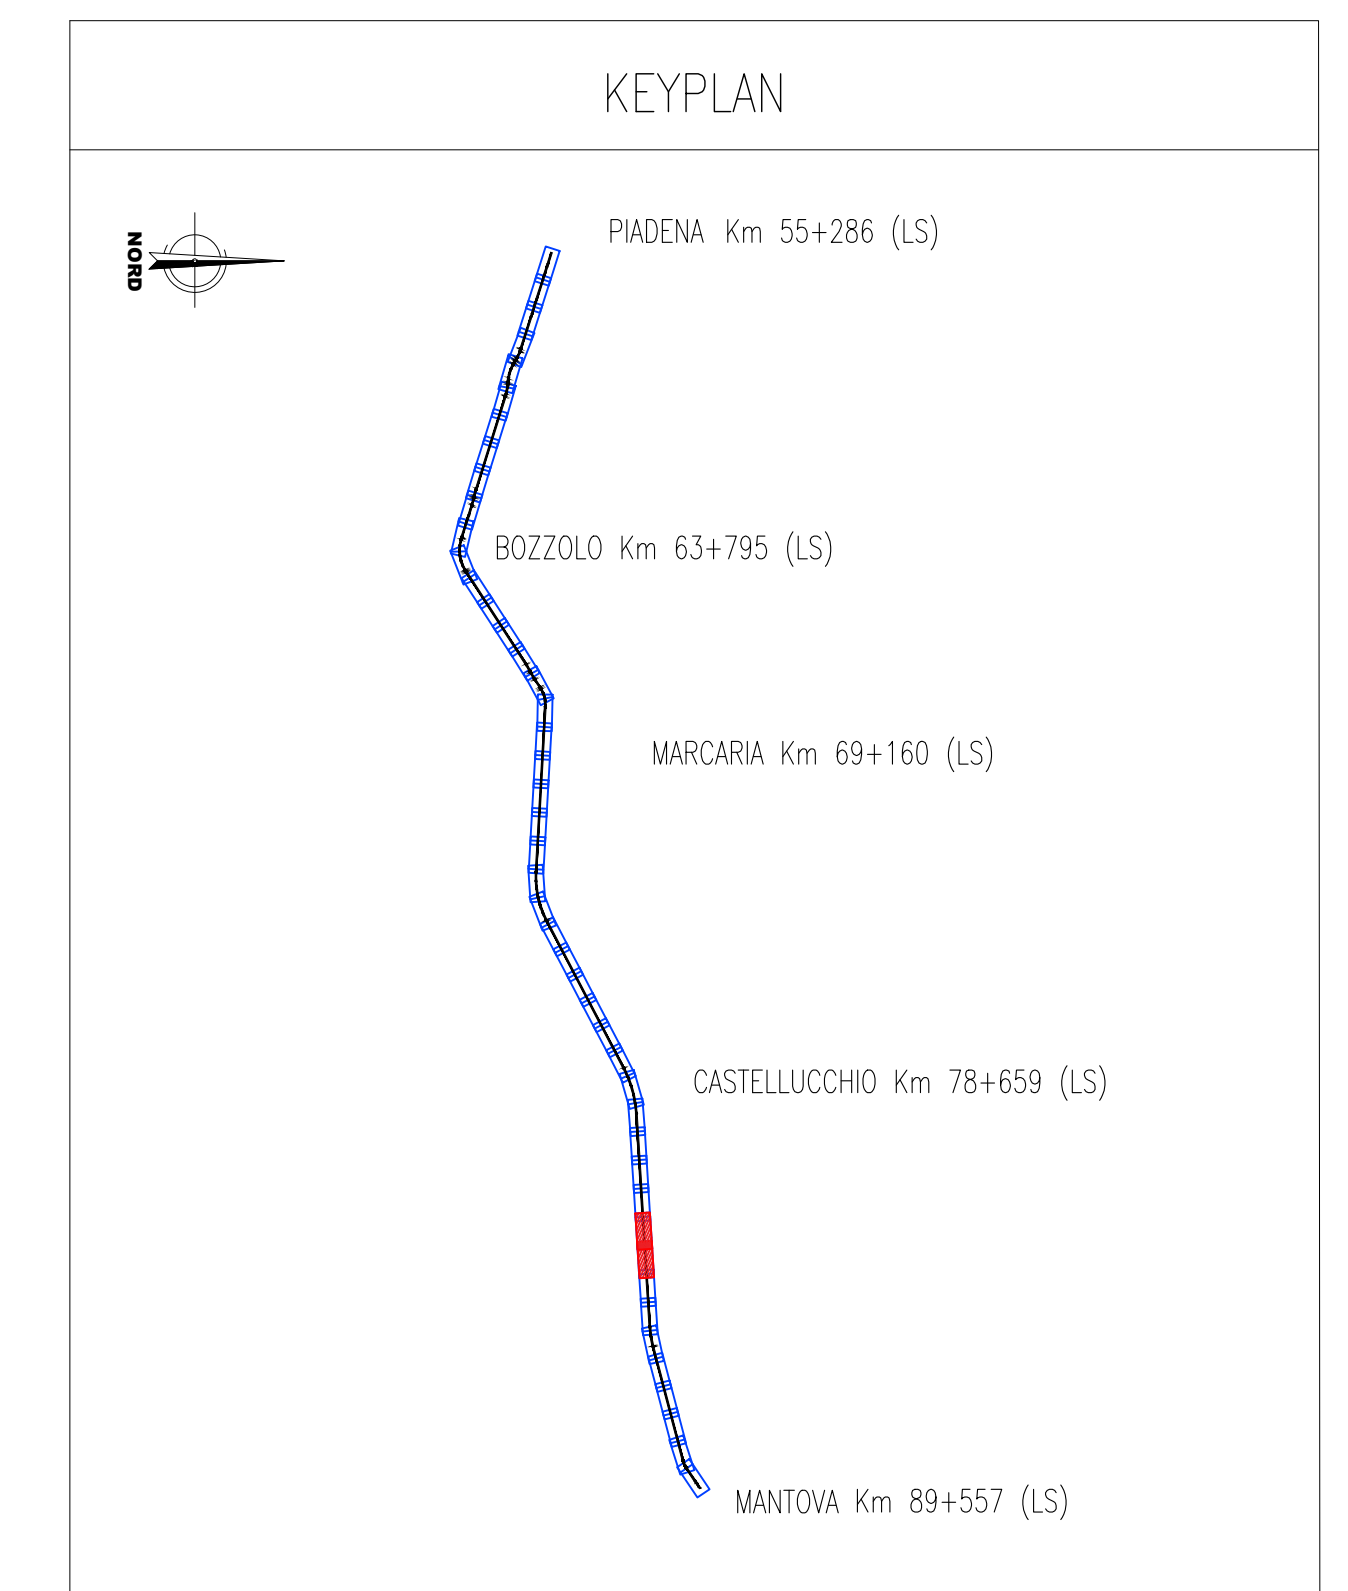 KEYPLAN
NORD
PIADENA Km 55+286 (LS)
BOZZOLO Km 63+795 (LS)
MARCARIA Km 69+160 (LS)
CASTELLUCCHIO Km 78+659 (LS)
MANTOVA Km 89+557 (LS)